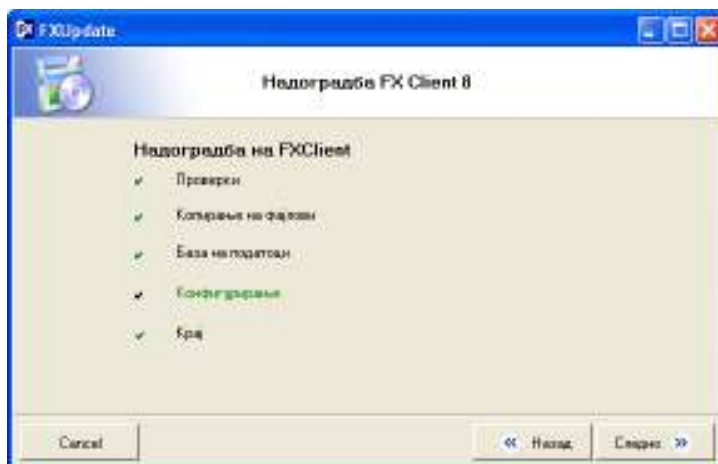 FXUpdate
Надоградба FX Client 8
Надоградба на FXClient
Проверки
Копирање на фајлови
База на податоци
Конфигурирање
Крај
Cancel
« Назад
Следно »